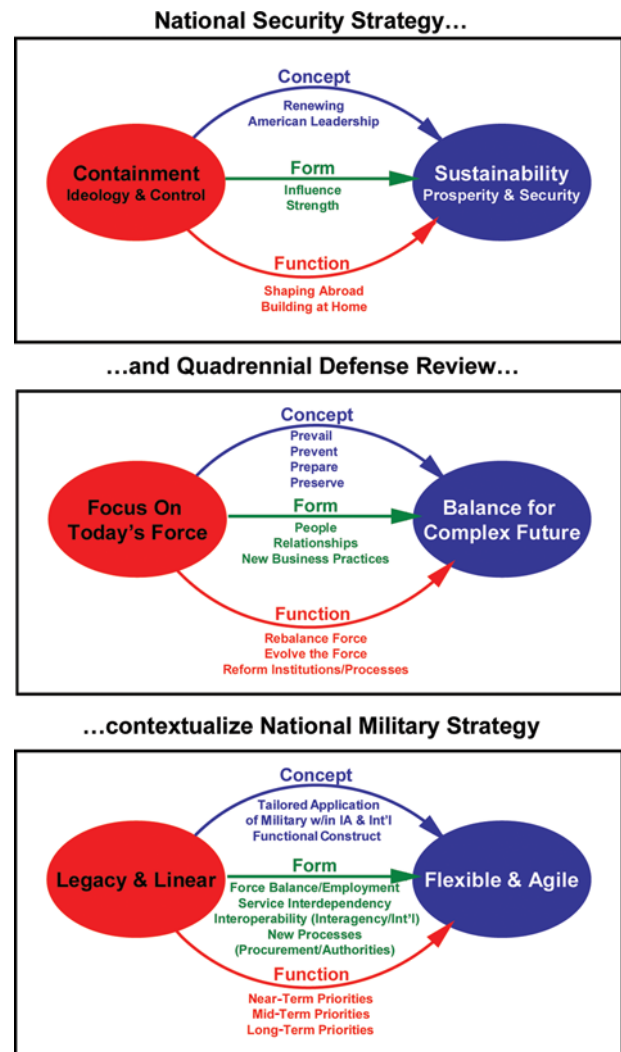 National Security Strategy…
Concept
Renewing
American Leadership
Containment
Ideology & Control
Form
Influence
Strength
Sustainability
Prosperity & Security
Function
Shaping Abroad
Building at Home
…and Quadrennial Defense Review…
Concept
Prevail
Prevent
Prepare
Preserve
Focus On
Today's Force
Form
People
Relationships
New Business Practices
Balance for
Complex Future
Function
Rebalance Force
Evolve the Force
Reform Institutions/Processes
…contextualize National Military Strategy
Concept
Tailored Application
of Military w/in IA & Int'l
Functional Construct
Legacy & Linear
Form
Force Balance/Employment
Service Interdependency
Interoperability (Interagency/Int'l)
New Processes
(Procurement/Authorities)
Flexible & Agile
Function
Near-Term Priorities
Mid-Term Priorities
Long-Term Priorities